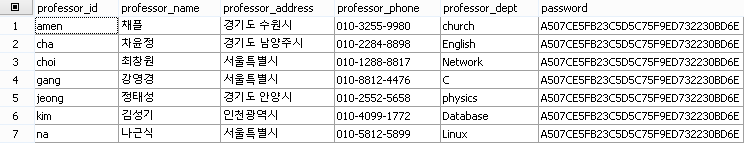 professor_id professor_name professor_address professor_phone professor_dept password
1 amen 채플 경기도 수원시 010-3255-9980 church A507CE5FB23C5D5C75F9ED732230BD6E
2 cha 차윤정 경기도 남양주시 010-2284-8898 English A507CE5FB23C5D5C75F9ED732230BD6E
3 choi 최창원 서울특별시 010-1288-8817 Network A507CE5FB23C5D5C75F9ED732230BD6E
4 gang 강영경 서울특별시 010-8812-4476 C A507CE5FB23C5D5C75F9ED732230BD6E
5 jeong 정태성 경기도 안양시 010-2552-5658 physics A507CE5FB23C5D5C75F9ED732230BD6E
6 kim 김성기 인천광역시 010-4099-1772 Database A507CE5FB23C5D5C75F9ED732230BD6E
7 na 나근식 서울특별시 010-5812-5899 Linux A507CE5FB23C5D5C75F9ED732230BD6E